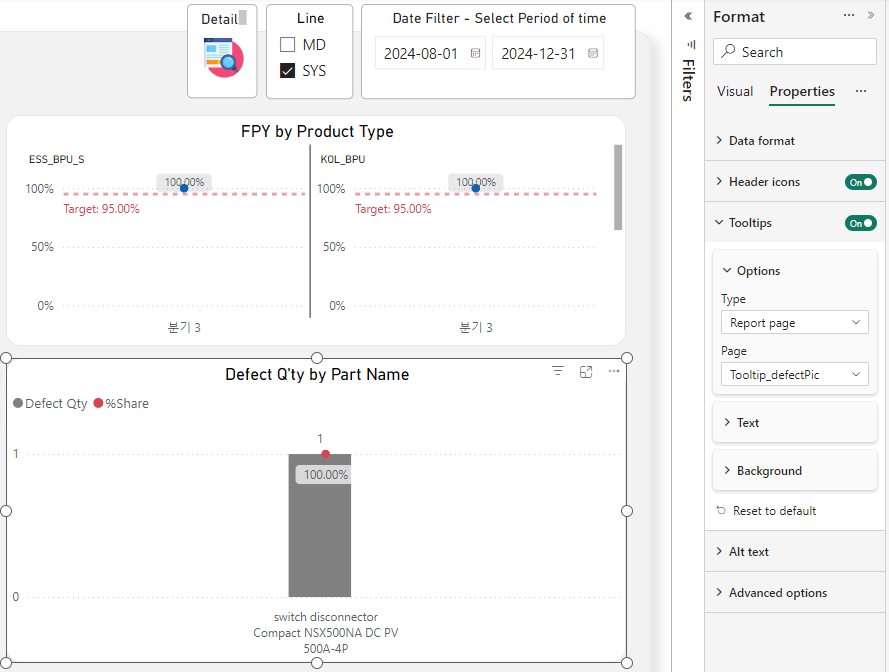 Detail
Line
MD
SYS
Date Filter - Select Period of time
2024-08-01
2024-12-31
FPY by Product Type
ESS_BPU_S
100%
100.00%
Target: 95.00%
50%
0%
분기 3
KOL_BPU
100%
100.00%
Target: 95.00%
50%
0%
분기 3
Defect Q'ty by Part Name
Defect Qty %Share
1
1
100.00%
0
switch disconnector
Compact NSX500NA DC PV
500A-4P
Filters
Format
Search
Visual Properties
Data format
Header icons On
Tooltips On
Options
Type
Report page
Page
Tooltip_defectPic
Text
Background
Reset to default
Alt text
Advanced options